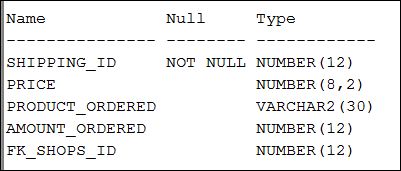 Name Null Type
--------------- -------- ------------
SHIPPING_ID NOT NULL NUMBER(12)
PRICE NUMBER(8,2)
PRODUCT_ORDERED VARCHAR2(30)
AMOUNT_ORDERED NUMBER(12)
FK_SHOPS_ID NUMBER(12)